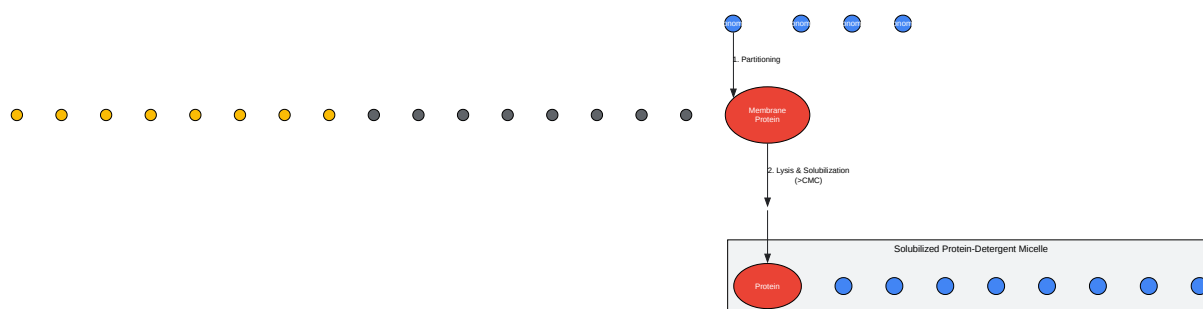 1. Partitioning
Membrane
Protein
2. Lysis & Solubilization
(>CMC)
Solubilized Protein-Detergent Micelle
Protein